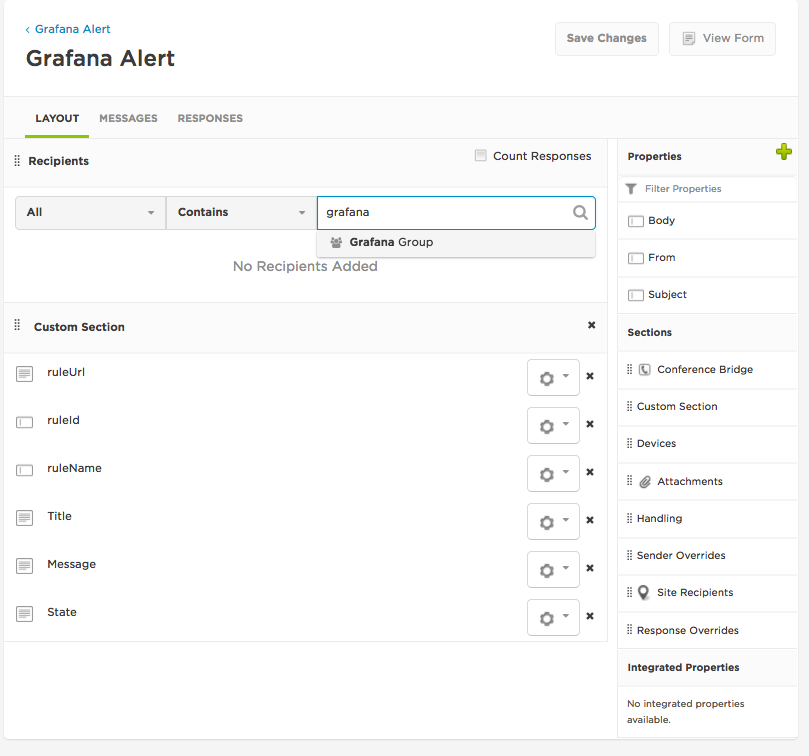 ‹ Grafana Alert
Grafana Alert
Save Changes
View Form
LAYOUT MESSAGES RESPONSES
Recipients
Count Responses
All
Contains
grafana
Grafana Group
No Recipients Added
Custom Section
ruleUrl
ruleId
ruleName
Title
Message
State
Properties
Filter Properties
Body
From
Subject
Sections
Conference Bridge
Custom Section
Devices
Attachments
Handling
Sender Overrides
Site Recipients
Response Overrides
Integrated Properties
No integrated properties
available.